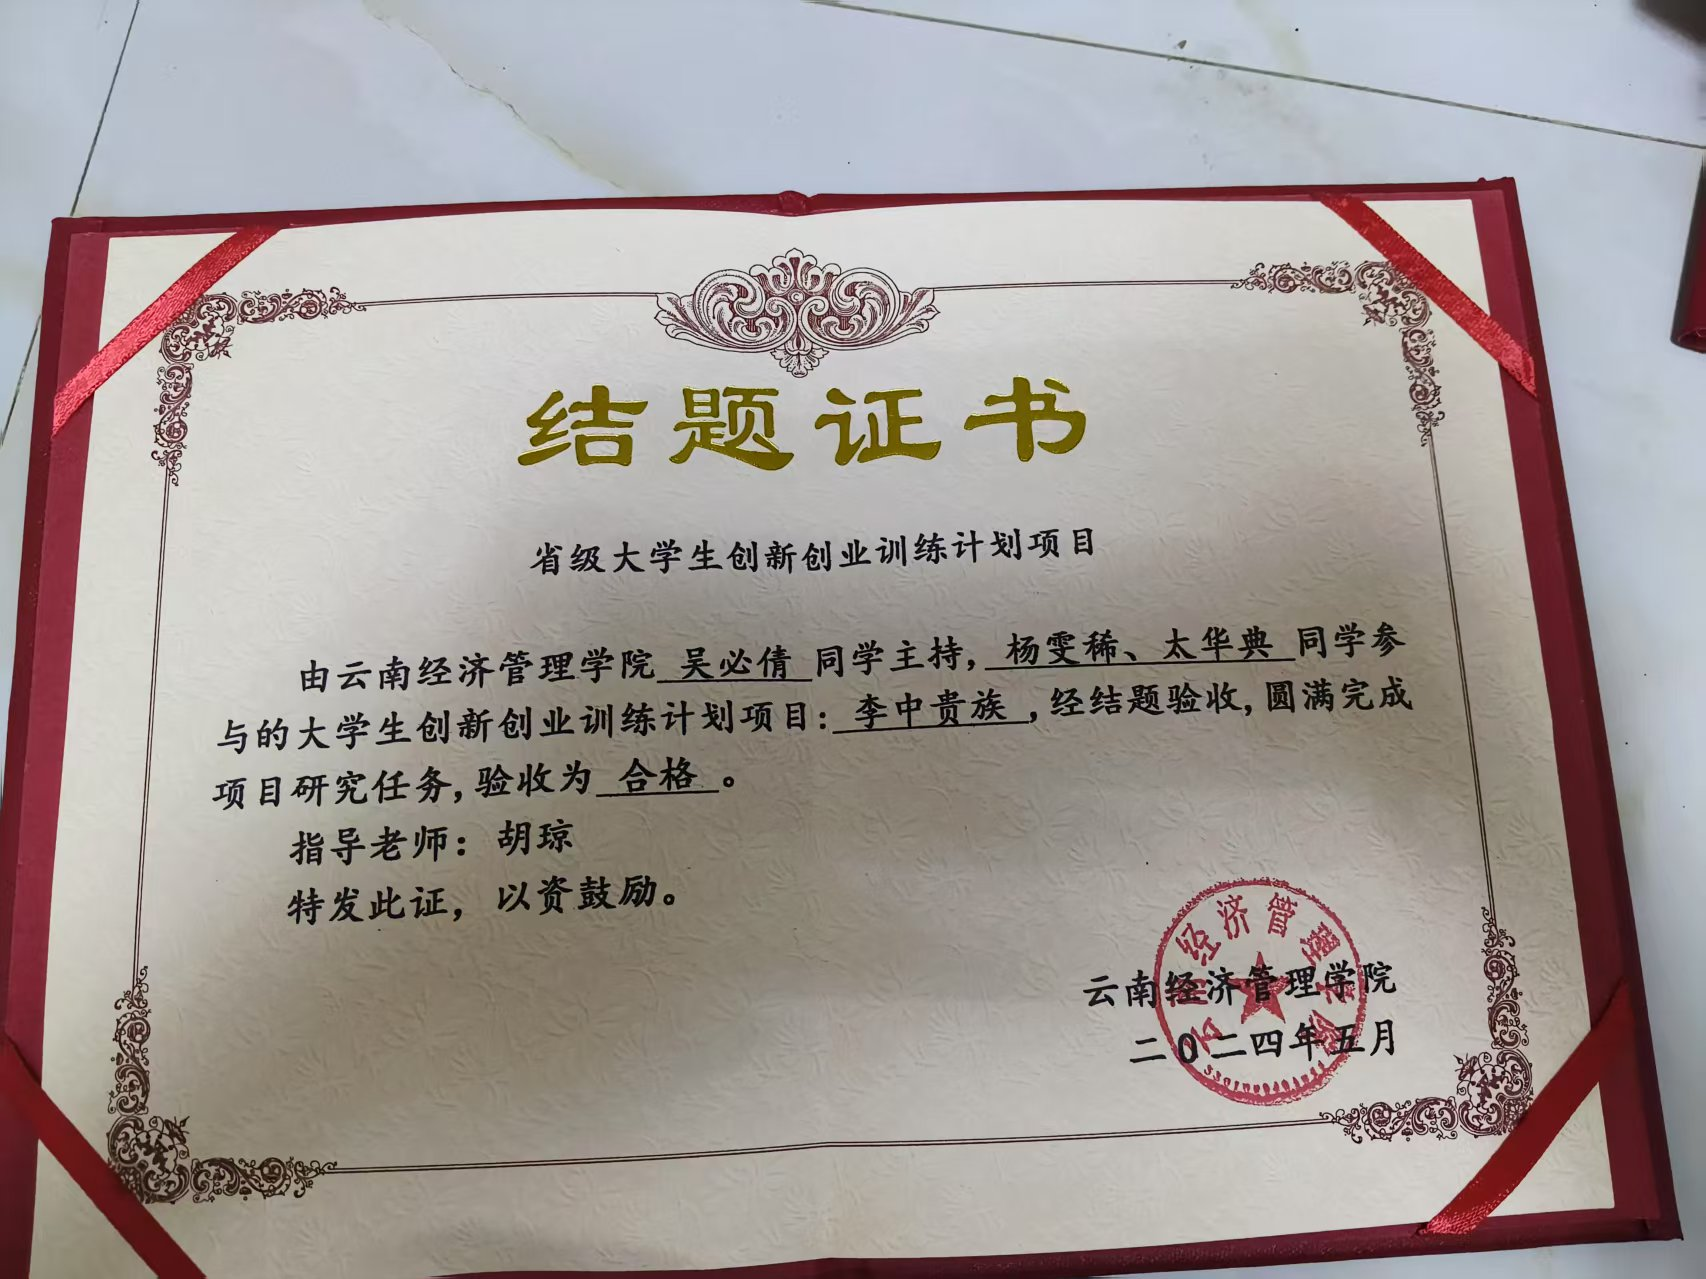 结题证书
省级大学生创新创业训练计划项目
由云南经济管理学院 吴必倩 同学主持, 杨雯稀、太华典 同学参
与的大学生创新创业训练计划项目: 李中贵族 ,经结题验收,圆满完成
项目研究任务,验收为 合格 。
指导老师: 胡琼
特发此证, 以资鼓励。
云南经济管理学院
二0二四年五月